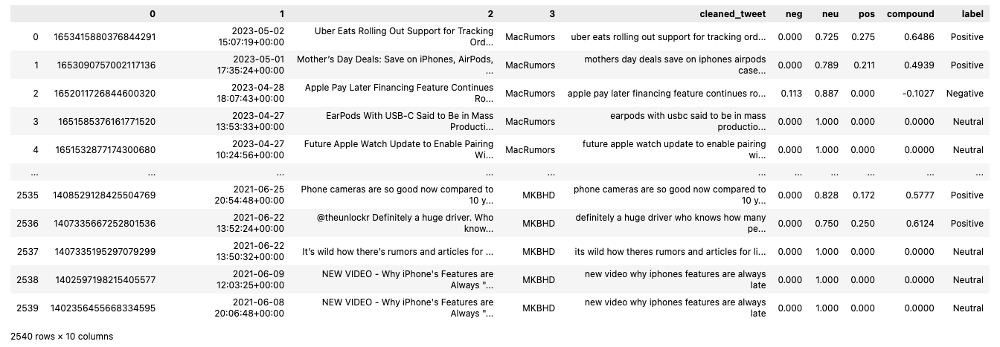 0 1 2 3 cleaned_tweet neg neu pos compound label
0 1653415880376844291 2023-05-02 15:07:19+00:00 Uber Eats Rolling Out Support for Tracking Ord... MacRumors uber eats rolling out support for tracking ord... 0.000 0.725 0.275 0.6486 Positive
1 1653090757002117136 2023-05-01 17:35:24+00:00 Mother’s Day Deals: Save on iPhones, AirPods, ... MacRumors mothers day deals save on iphones airpods case... 0.000 0.789 0.211 0.4939 Positive
2 1652011726844600320 2023-04-28 18:07:43+00:00 Apple Pay Later Financing Feature Continues Ro... MacRumors apple pay later financing feature continues ro... 0.113 0.887 0.000 -0.1027 Negative
3 1651585376161771520 2023-04-27 13:53:33+00:00 EarPods With USB-C Said to Be in Mass Producti... MacRumors earpods with usbc said to be in mass productio... 0.000 1.000 0.000 0.0000 Neutral
4 1651532877174300680 2023-04-27 10:24:56+00:00 Future Apple Watch Update to Enable Pairing Wi... MacRumors future apple watch update to enable pairing wi... 0.000 1.000 0.000 0.0000 Neutral
... ... ... ... ... ... ... ... ... ... ...
2535 1408529128425504769 2021-06-25 20:54:48+00:00 Phone cameras are so good now compared to 10 y... MKBHD phone cameras are so good now compared to 10 y... 0.000 0.828 0.172 0.5777 Positive
2536 1407335667252801536 2021-06-22 13:52:24+00:00 @theunlockr Definitely a huge driver. Who know... MKBHD definitely a huge driver who knows how many pe... 0.000 0.750 0.250 0.6124 Positive
2537 1407335195297079299 2021-06-22 13:50:32+00:00 It’s wild how there’s rumors and articles for ... MKBHD its wild how theres rumors and articles for li... 0.000 1.000 0.000 0.0000 Neutral
2538 1402597198215405577 2021-06-09 12:03:25+00:00 NEW VIDEO - Why iPhone's Features are Always "... MKBHD new video why iphones features are always late 0.000 1.000 0.000 0.0000 Neutral
2539 1402356455668334595 2021-06-08 20:06:48+00:00 NEW VIDEO - Why iPhone's Features are Always "... MKBHD new video why iphones features are always late 0.000 1.000 0.000 0.0000 Neutral
2540 rows × 10 columns